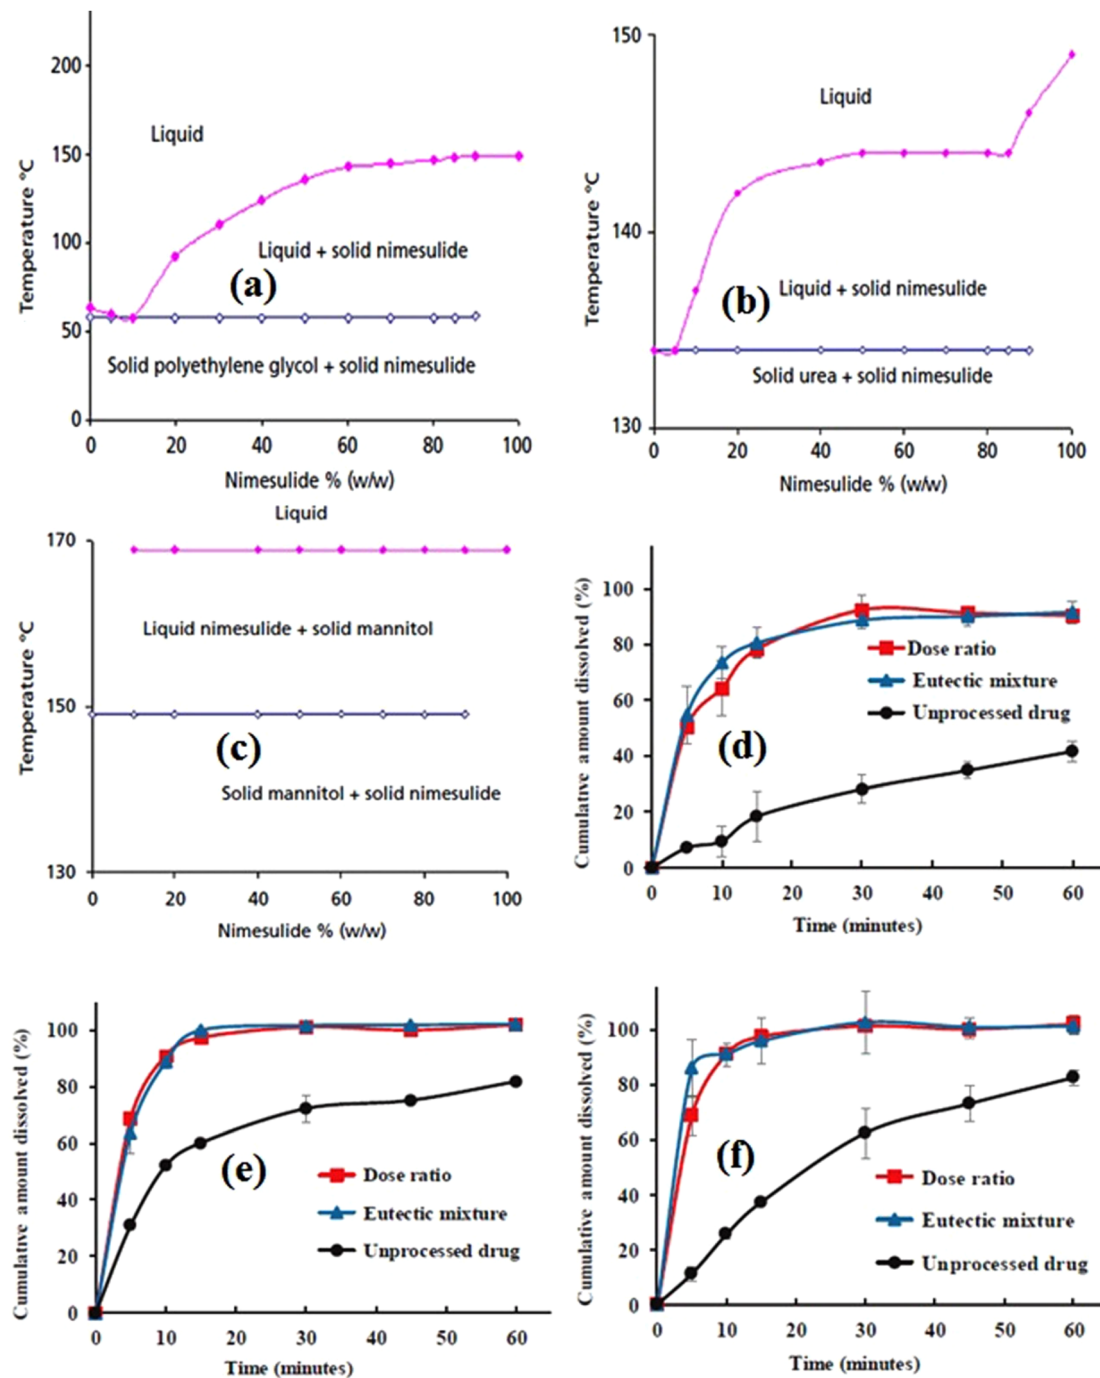 200
150
100
50
0
Temperature °C
Liquid
Liquid + solid nimesulide
(a)
Solid polyethylene glycol + solid nimesulide
0 20 40 60 80 100
Nimesulide % (w/w)
150
140
130
Temperature °C
Liquid
(b)
Liquid + solid nimesulide
Solid urea + solid nimesulide
0 20 40 60 80 100
Nimesulide % (w/w)
Liquid
170
150
130
Temperature °C
Liquid nimesulide + solid mannitol
(c)
Solid mannitol + solid nimesulide
0 20 40 60 80 100
Nimesulide % (w/w)
100
80
60
40
20
0
Cumulative amount dissolved (%)
Dose ratio
Eutectic mixture
Unprocessed drug
(d)
0 10 20 30 40 50 60
Time (minutes)
100
80
60
40
20
0
Cumulative amount dissolved (%)
(e)
Dose ratio
Eutectic mixture
Unprocessed drug
0 10 20 30 40 50 60
Time (minutes)
100
80
60
40
20
0
Cumulative amount dissolved (%)
(f)
Dose ratio
Eutectic mixture
Unprocessed drug
0 10 20 30 40 50 60
Time (minutes)